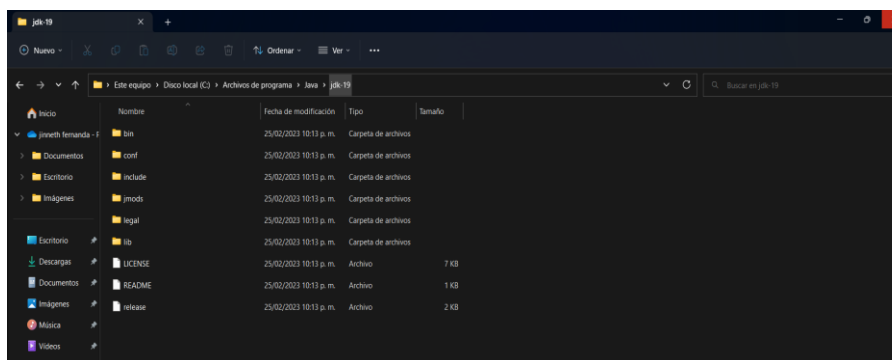 jdk-19
Nuevo Ordenar Ver
Este equipo > Disco local (C:) > Archivos de programa > Java > jdk-19 Buscar en jdk-19
Inicio Nombre Fecha de modificación Tipo Tamaño
jinneth fernanda - bin 25/02/2023 10:13 p. m. Carpeta de archivos
Documentos conf 25/02/2023 10:13 p. m. Carpeta de archivos
Escritorio include 25/02/2023 10:13 p. m. Carpeta de archivos
Imágenes jmods 25/02/2023 10:13 p. m. Carpeta de archivos
legal 25/02/2023 10:13 p. m. Carpeta de archivos
Escritorio lib 25/02/2023 10:13 p. m. Carpeta de archivos
Descargas LICENSE 25/02/2023 10:13 p. m. Archivo 7 KB
Documentos README 25/02/2023 10:13 p. m. Archivo 1 KB
Imágenes release 25/02/2023 10:13 p. m. Archivo 2 KB
Música
Vídeos